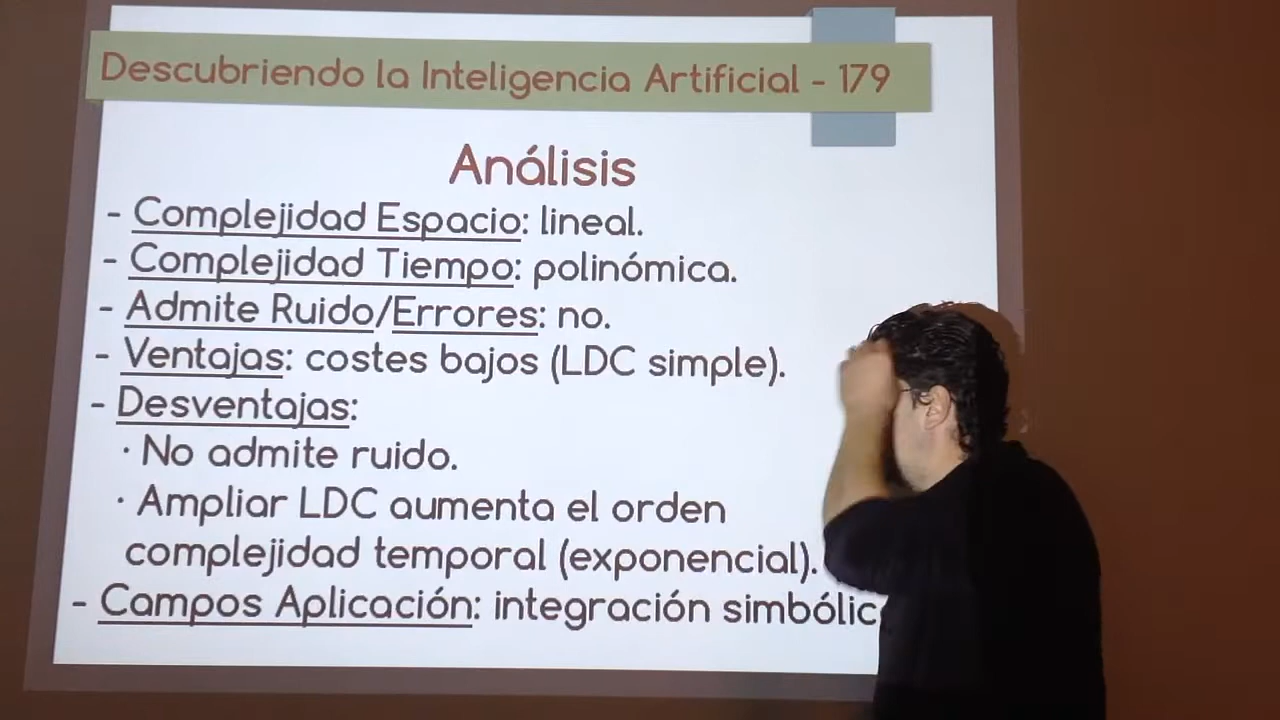 Descubriendo la Inteligencia Artificial - 179
Análisis
- Complejidad Espacio: lineal.
- Complejidad Tiempo: polinómica.
- Admite Ruido/Errores: no.
- Ventajas: costes bajos (LDC simple).
- Desventajas:
· No admite ruido.
· Ampliar LDC aumenta el orden
complejidad temporal (exponencial).
- Campos Aplicación: integración